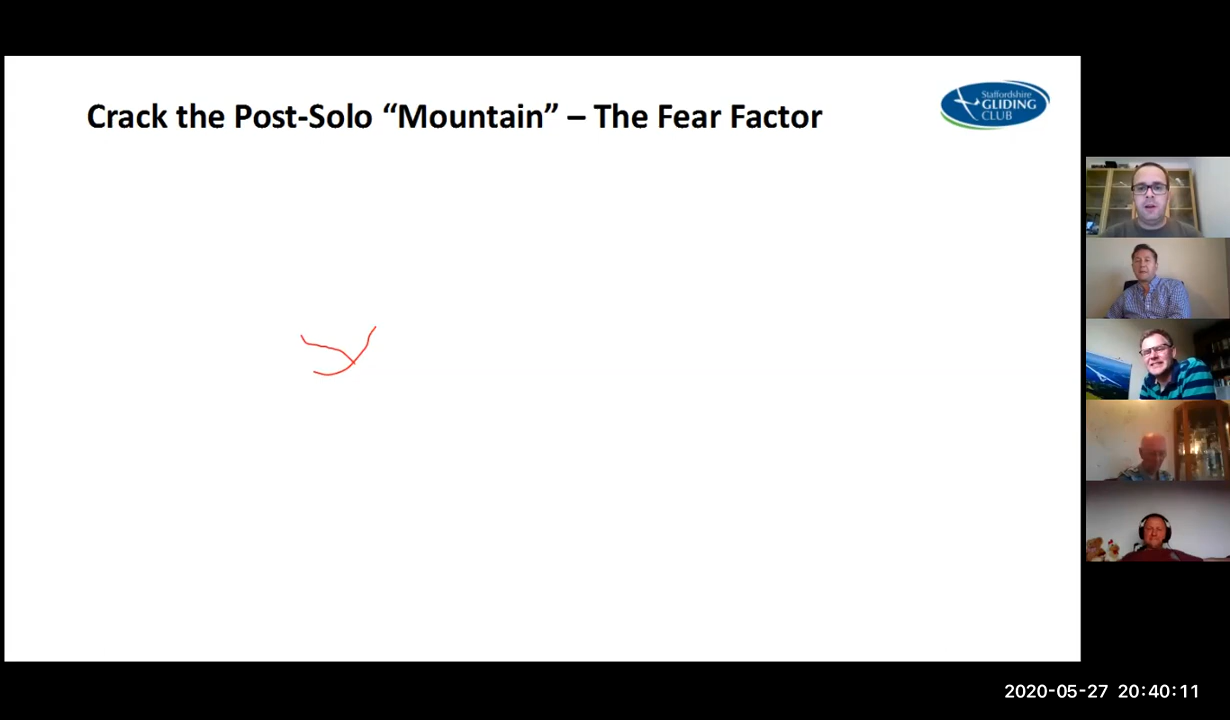 Crack the Post-Solo “Mountain” – The Fear Factor
Staffordshire
GLIDING
CLUB
2020-05-27 20:40:11